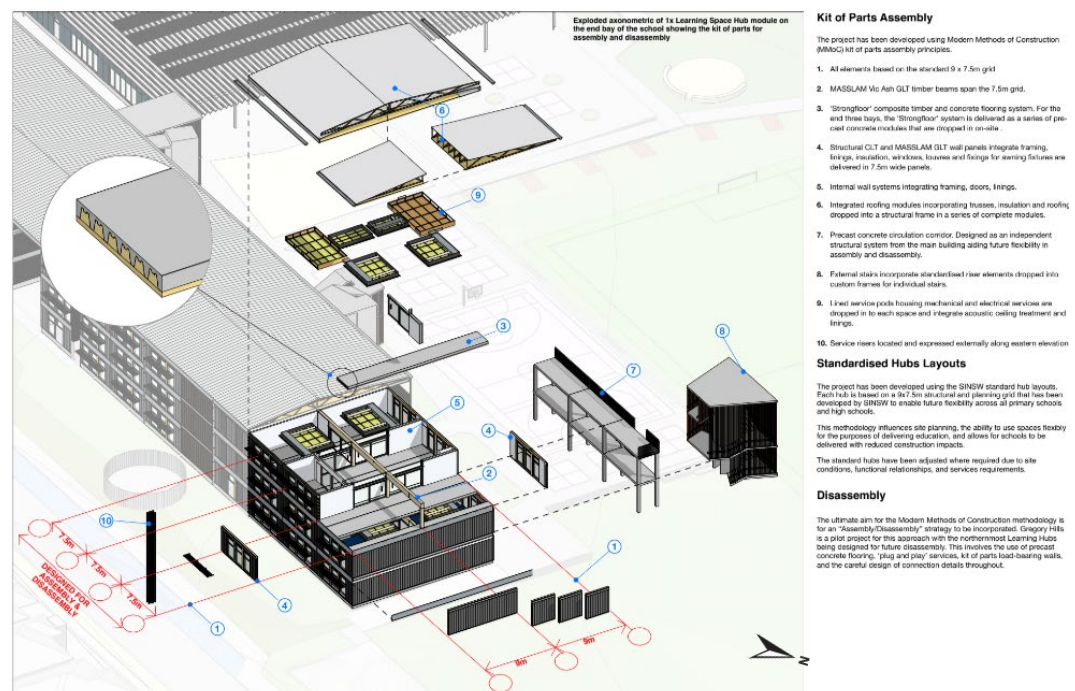 Exploded axonometric of 1x Learning Space Hub module on
the end bay of the school showing the kit of parts for
assembly and disassembly
6
9
3
5
7
8
4
2
10
4
1
1
7.5m
7.5m
7.5m
DESIGNED FOR
ASSEMBLY &
DISASSEMBLY
9m
9m
N
Kit of Parts Assembly
The project has been developed using Modern Methods of Construction
(MMoC) kit of parts assembly principles.
1. All elements based on the standard 9 x 7.5m grid
2. MASSLAM Vic Ash GLT timber beams span the 7.5m grid.
3. 'Strongfloor' composite timber and concrete flooring system. For the
end three bays, the 'Strongfloor' system is delivered as a series of pre-
cast concrete modules that are dropped in on-site .
4. Structural CLT and MASSLAM GLT wall panels integrate framing,
linings, insulation, windows, louvres and fixings for awning fixtures are
delivered in 7.5m wide panels.
5. Internal wall systems integrating framing, doors, linings.
6. Integrated roofing modules incorporating trusses, insulation and roofing
dropped into a structural frame in a series of complete modules.
7. Precast concrete circulation corridor. Designed as an independent
structural system from the main building aiding future flexibility in
assembly and disassembly.
8. External stairs incorporate standardised riser elements dropped into
custom frames for individual stairs.
9. Lined service pods housing mechanical and electrical services are
dropped in to each space and integrate acoustic ceiling treatment and
linings.
10. Service risers located and expressed externally along eastern elevation
Standardised Hubs Layouts
The project has been developed using the SINSW standard hub layouts.
Each hub is based on a 9x7.5m structural and planning grid that has been
developed by SINSW to enable future flexibility across all primary schools
and high schools.
This methodology influences site planning, the ability to use spaces flexibly
for the purposes of delivering education, and allows for schools to be
delivered with reduced construction impacts.
The standard hubs have been adjusted where required due to site
conditions, functional relationships, and services requirements.
Disassembly
The ultimate aim for the Modern Methods of Construction methodology is
for an "Assembly/Disassembly" strategy to be incorporated. Gregory Hills
is a pilot project for this approach with the northernmost Learning Hubs
being designed for future disassembly. This involves the use of precast
concrete flooring, 'plug and play' services, kit of parts load-bearing walls,
and the careful design of connection details throughout.